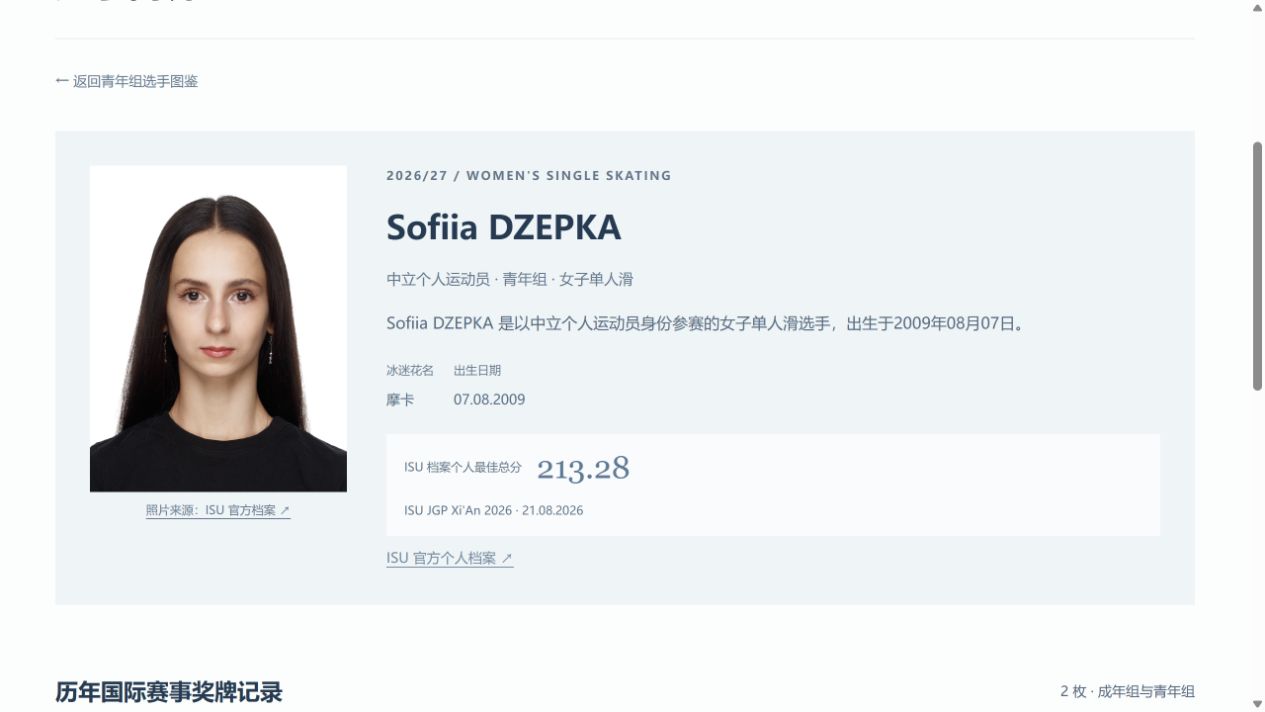 ← 返回青年组选手图鉴
2026/27 / WOMEN'S SINGLE SKATING
Sofiia DZEPKA
中立个人运动员 · 青年组 · 女子单人滑
Sofiia DZEPKA 是以中立个人运动员身份参赛的女子单人滑选手，出生于2009年08月07日。
冰迷花名 出生日期
摩卡 07.08.2009
ISU 档案个人最佳总分 213.28
ISU JGP Xi'An 2026 · 21.08.2026
照片来源：ISU 官方档案 ↗
ISU 官方个人档案 ↗
历年国际赛事奖牌记录
2 枚 · 成年组与青年组